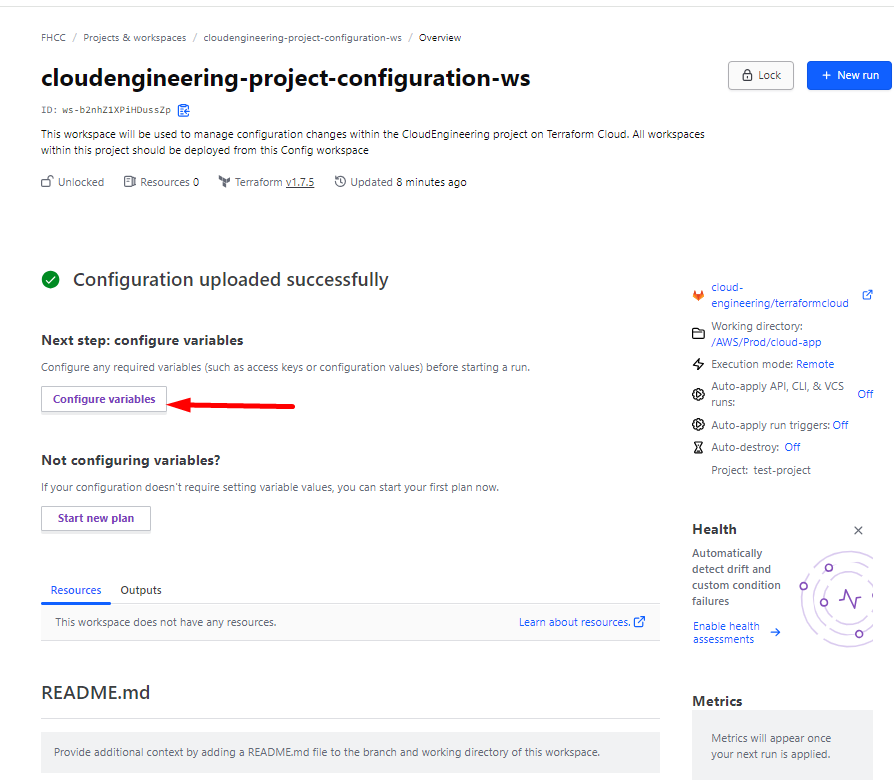 FHCC / Projects & workspaces / cloudengineering-project-configuration-ws / Overview
cloudengineering-project-configuration-ws
Lock
+ New run
ID: ws-b2nhZ1XPiHDussZp
This workspace will be used to manage configuration changes within the CloudEngineering project on Terraform Cloud. All workspaces
within this project should be deployed from this Config workspace
Unlocked Resources 0 Terraform v1.7.5 Updated 8 minutes ago
Configuration uploaded successfully
Next step: configure variables
Configure any required variables (such as access keys or configuration values) before starting a run.
Configure variables
Not configuring variables?
If your configuration doesn't require setting variable values, you can start your first plan now.
Start new plan
Resources Outputs
This workspace does not have any resources. Learn about resources.
README.md
Provide additional context by adding a README.md file to the branch and working directory of this workspace.
cloud-
engineering/terraformcloud
Working directory:
/AWS/Prod/cloud-app
Execution mode: Remote
Auto-apply API, CLI, & VCS
runs: Off
Auto-apply run triggers: Off
Auto-destroy: Off
Project: test-project
Health
Automatically
detect drift and
custom condition
failures
Enable health
assessments
Metrics
Metrics will appear once
your next run is applied.